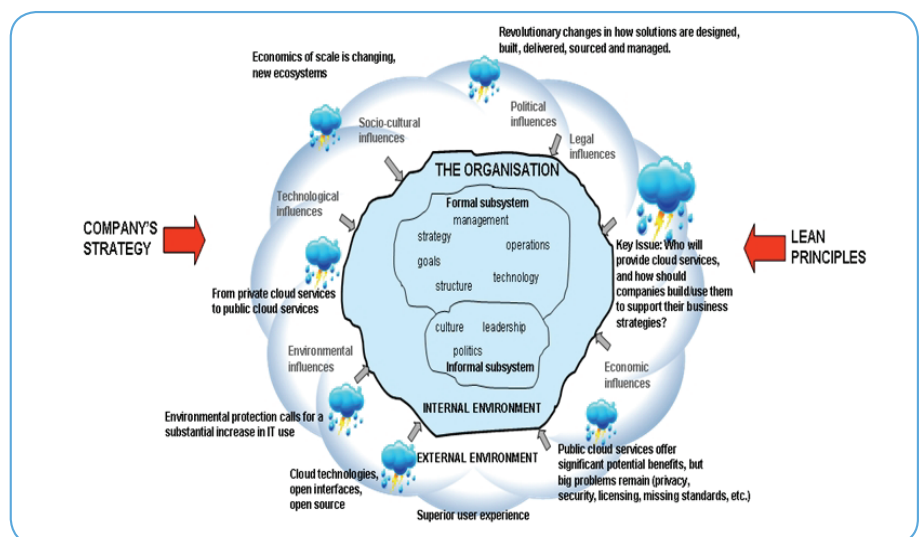 Revolutionary changes in how solutions are designed,
built, delivered, sourced and managed.
Economics of scale is changing,
new ecosystems
Political
influences
Socio-cultural
influences
Legal
influences
THE ORGANISATION
Technological
influences
Formal subsystem
management
strategy
operations
goals
technology
structure
COMPANY'S
STRATEGY
LEAN
PRINCIPLES
Key Issue: Who will
provide cloud services,
and how should
companies build/use them
to support their business
strategies?
From private cloud services
to public cloud services
culture
leadership
politics
Informal subsystem
Environmental
influences
Economic
influences
INTERNAL ENVIRONMENT
Environmental protection calls for a
substantial increase in IT use
EXTERNAL ENVIRONMENT
Public cloud services offer
significant potential benefits, but
big problems remain (privacy,
security, licensing, missing standards, etc.)
Cloud technologies,
open interfaces,
open source
Superior user experience